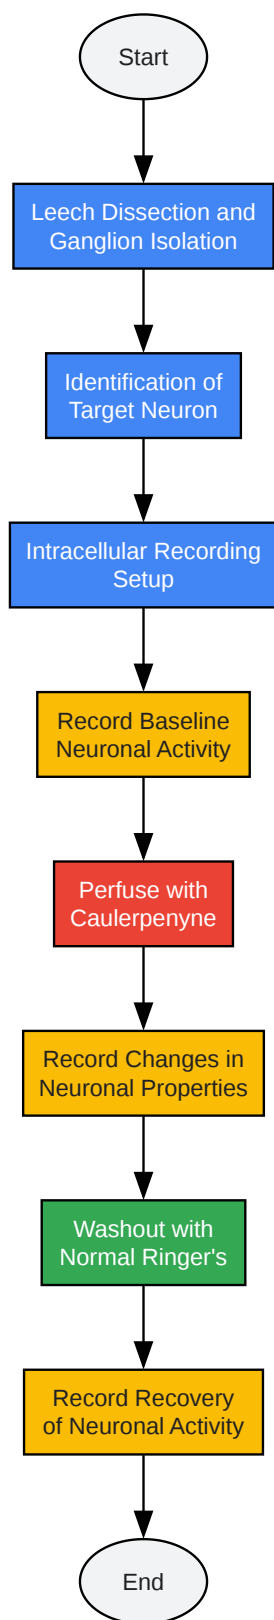 Start
Leech Dissection and
Ganglion Isolation
Identification of
Target Neuron
Intracellular Recording
Setup
Record Baseline
Neuronal Activity
Perfuse with
Caulerpenyne
Record Changes in
Neuronal Properties
Washout with
Normal Ringer's
Record Recovery
of Neuronal Activity
End